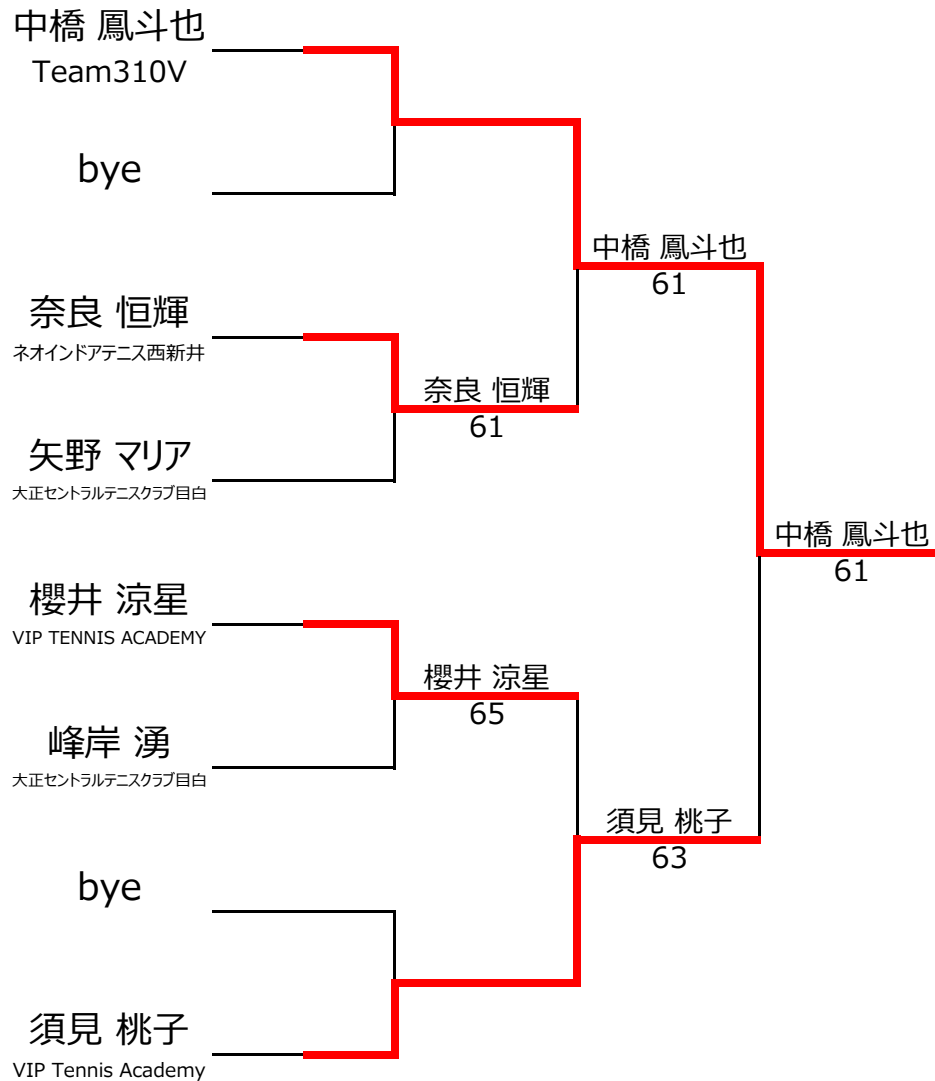 中橋 鳳斗也
Team310V
bye
中橋 鳳斗也
61
奈良 恒輝
ネオインドアテニス西新井
奈良 恒輝
61
矢野 マリア
大正セントラルテニスクラブ目白
中橋 鳳斗也
61
櫻井 涼星
VIP TENNIS ACADEMY
櫻井 涼星
65
峰岸 湧
大正セントラルテニスクラブ目白
須見 桃子
63
bye
須見 桃子
VIP Tennis Academy